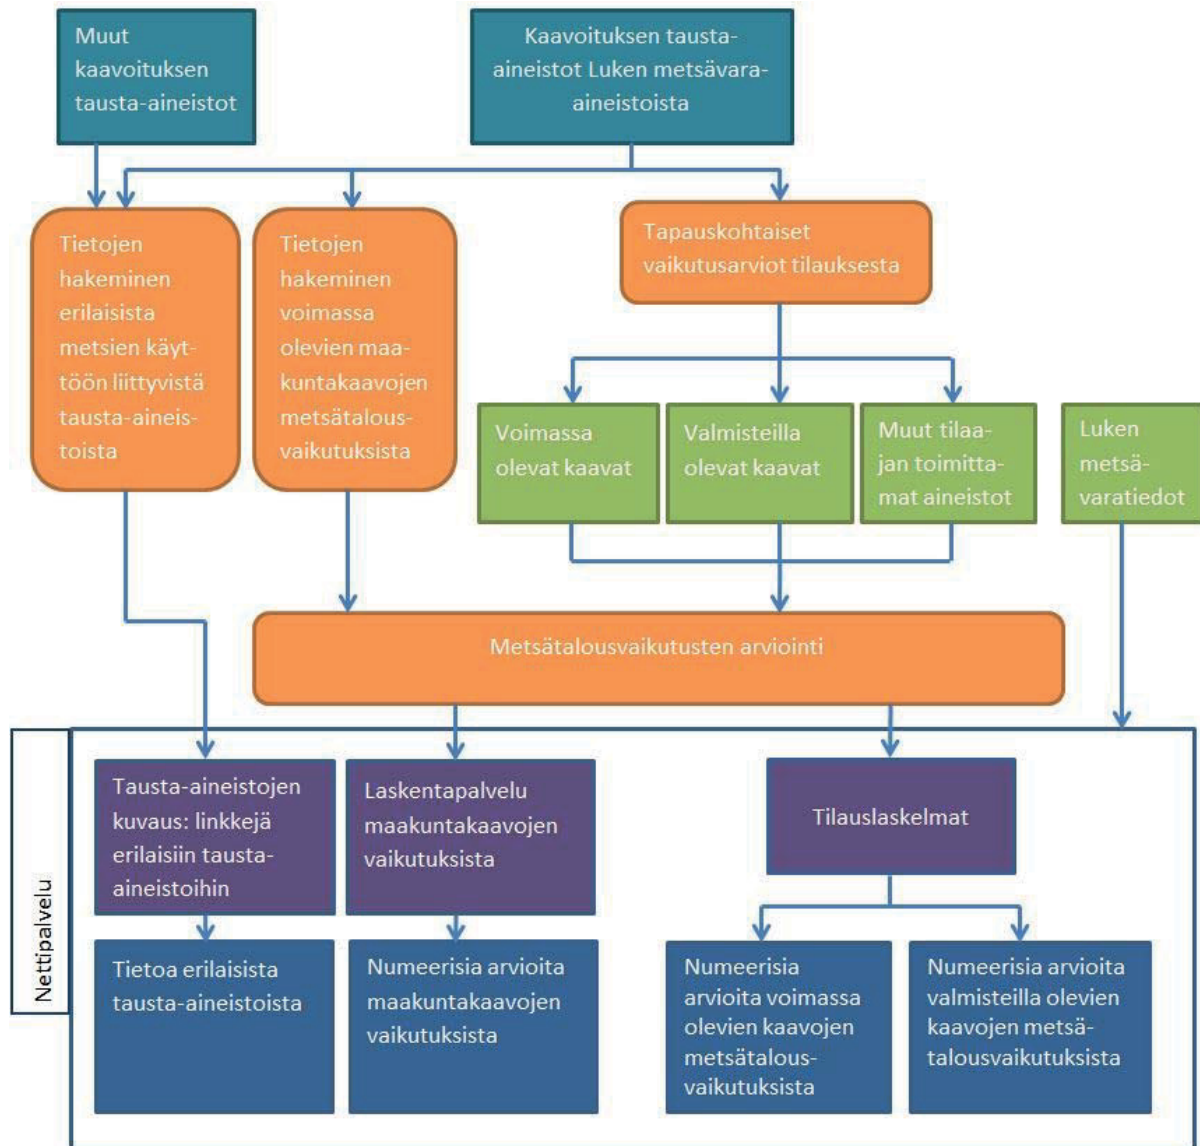 Muut
kaavoituksen
tausta-aineistot
Kaavoituksen tausta-
aineistot Luken metsävara-
aineistoista
Tietojen
hakeminen
erilaisista
metsien käyt-
töön liittyvistä
tausta-aineis-
toista
Tietojen
hakeminen
voimassa
olevien maa-
kuntakaavojen
metsätalous-
vaikutuksista
Tapauskohtaiset
vaikutusarviot tilauksesta
Voimassa
olevat kaavat
Valmisteilla
olevat kaavat
Muut tilaa-
jan toimitta-
mat aineistot
Luken
metsä-
varatiedot
Metsätalousvaikutusten arviointi
Nettipalvelu
Tausta-aineistojen
kuvaus: linkkejä
erilaisiin tausta-
aineistoihin
Laskentapalvelu
maakuntakaavojen
vaikutuksista
Tilauslaskelmat
Tietoa erilaisista
tausta-aineistoista
Numeerisia arvioita
maakuntakaavojen
vaikutuksista
Numeerisia
arvioita voimassa
olevien kaavojen
metsätalous-
vaikutuksista
Numeerisia arvioita
valmisteilla olevien
kaavojen metsä-
talousvaikutuksista